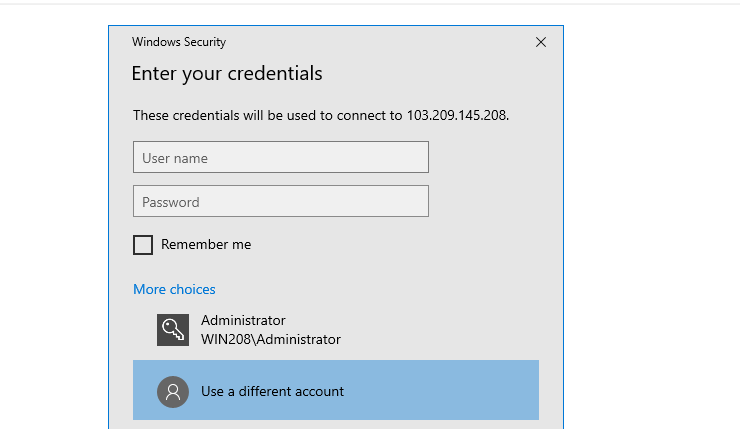 Windows Security
Enter your credentials
These credentials will be used to connect to 103.209.145.208.
User name
Password
Remember me
More choices
Administrator
WIN208\Administrator
Use a different account